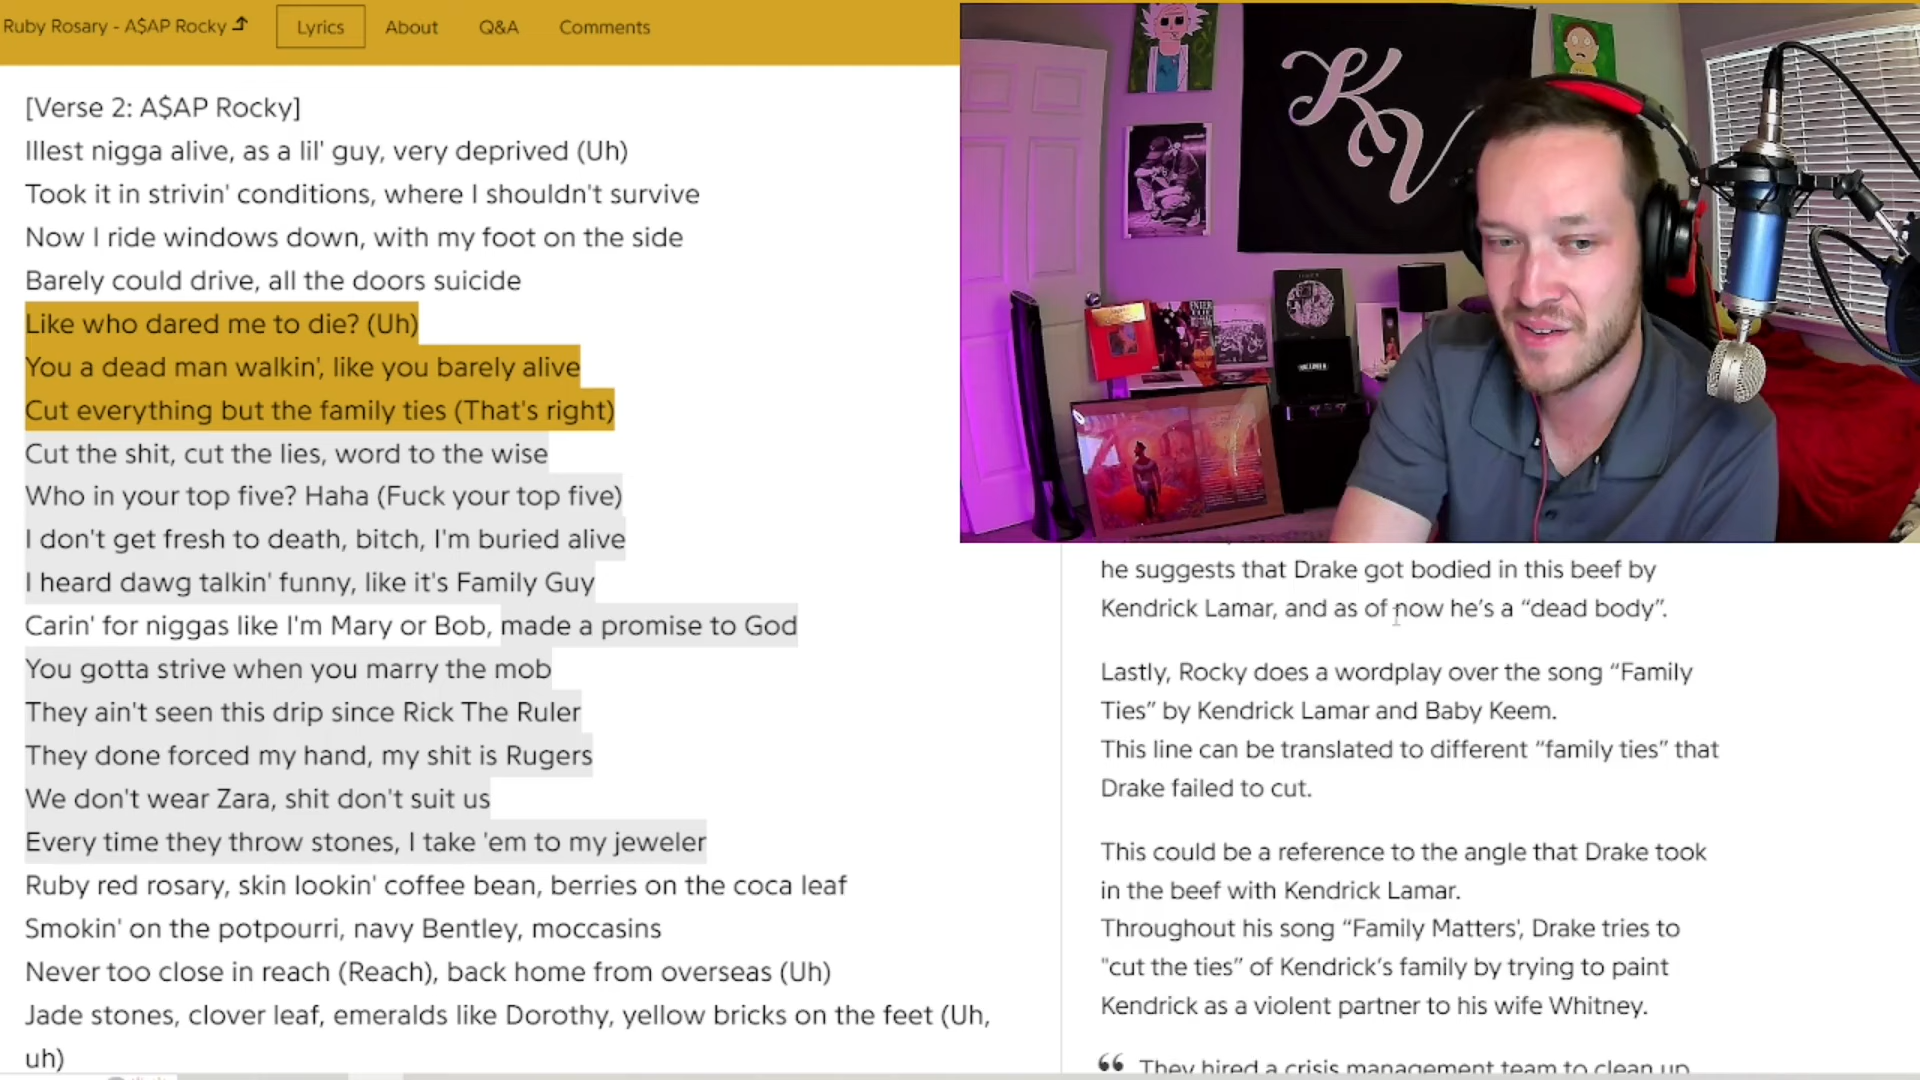 Ruby Rosary - A$AP Rocky
Lyrics
About
Q&A
Comments
[Verse 2: A$AP Rocky]
Illest nigga alive, as a lil' guy, very deprived (Uh)
Took it in strivin' conditions, where I shouldn't survive
Now I ride windows down, with my foot on the side
Barely could drive, all the doors suicide
Like who dared me to die? (Uh)
You a dead man walkin', like you barely alive
Cut everything but the family ties (That's right)
Cut the shit, cut the lies, word to the wise
Who in your top five? Haha (Fuck your top five)
I don't get fresh to death, bitch, I'm buried alive
I heard dawg talkin' funny, like it's Family Guy
Carin' for niggas like I'm Mary or Bob, made a promise to God
You gotta strive when you marry the mob
They ain't seen this drip since Rick The Ruler
They done forced my hand, my shit is Rugers
We don't wear Zara, shit don't suit us
Every time they throw stones, I take 'em to my jeweler
Ruby red rosary, skin lookin' coffee bean, berries on the coca leaf
Smokin' on the potpourri, navy Bentley, moccasins
Never too close in reach (Reach), back home from overseas (Uh)
Jade stones, clover leaf, emeralds like Dorothy, yellow bricks on the feet (Uh,
uh)
KV
he suggests that Drake got bodied in this beef by
Kendrick Lamar, and as of now he's a “dead body”.
Lastly, Rocky does a wordplay over the song “Family
Ties” by Kendrick Lamar and Baby Keem.
This line can be translated to different “family ties” that
Drake failed to cut.
This could be a reference to the angle that Drake took
in the beef with Kendrick Lamar.
Throughout his song “Family Matters', Drake tries to
"cut the ties” of Kendrick's family by trying to paint
Kendrick as a violent partner to his wife Whitney.
“ They hired a crisis management team to clean up